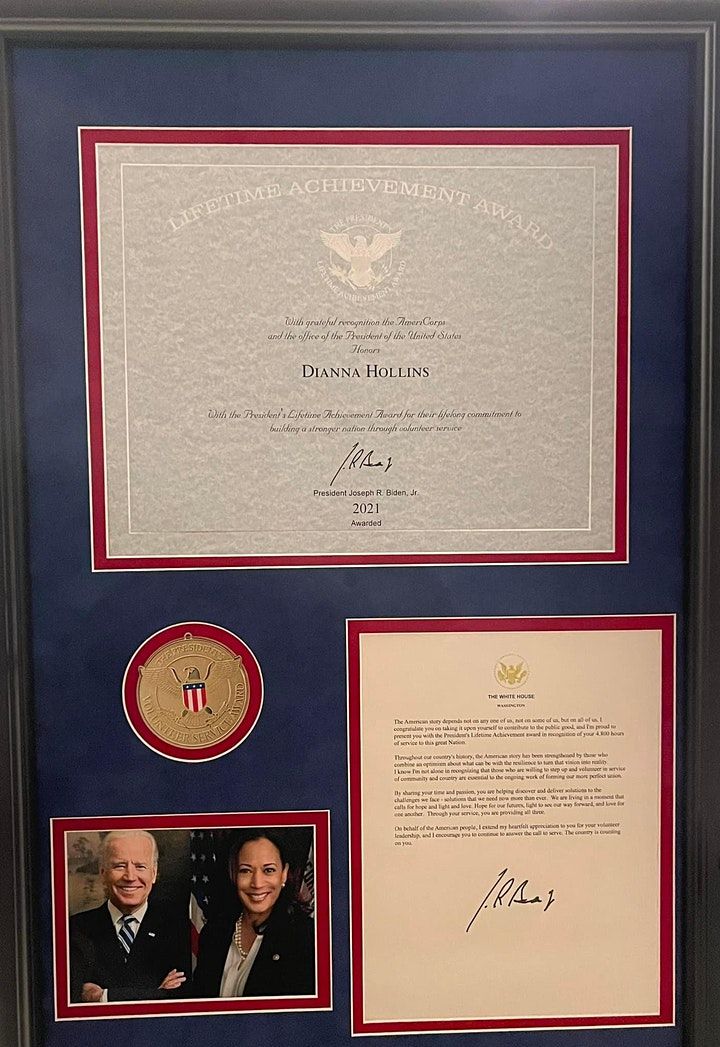 LIFETIME ACHIEVEMENT AWARD
THE PRESIDENT'S
LIFETIME ACHIEVEMENT AWARD
With grateful recognition the AmeriCorps
and the office of the President of the United States
Honors
DIANNA HOLLINS
With the President's Lifetime Achievement Award for their lifelong commitment to
building a stronger nation through volunteer service
President Joseph R. Biden, Jr.
2021
Awarded
THE PRESIDENT'S
VOLUNTEER SERVICE AWARD
THE WHITE HOUSE
WASHINGTON
The American story depends not on any one of us, not on some of us, but on all of us. I
congratulate you on taking it upon yourself to contribute to the public good, and I'm proud to
present you with the President's Lifetime Achievement award in recognition of your 4,800 hours
of service to this great Nation.
Throughout our country's history, the American story has been strengthened by those who
combine an optimism about what can be with the resilience to turn that vision into reality.
I know I'm not alone in recognizing that those who are willing to step up and volunteer in service
of community and country are essential to the ongoing work of forming our more perfect union.
By sharing your time and passion, you are helping discover and deliver solutions to the
challenges we face - solutions that we need now more than ever. We are living in a moment that
calls for hope and light and love. Hope for our futures, light to see our way forward, and love for
one another. Through your service, you are providing all three.
On behalf of the American people, I extend my heartfelt appreciation to you for your volunteer
leadership, and I encourage you to continue to answer the call to serve. The country is counting
on you.